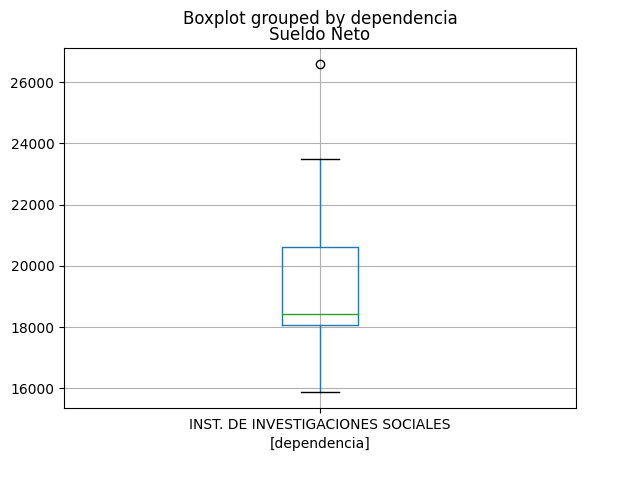 Boxplot grouped by dependencia
Sueldo Neto
26000
24000
22000
20000
18000
16000
INST. DE INVESTIGACIONES SOCIALES
[dependencia]